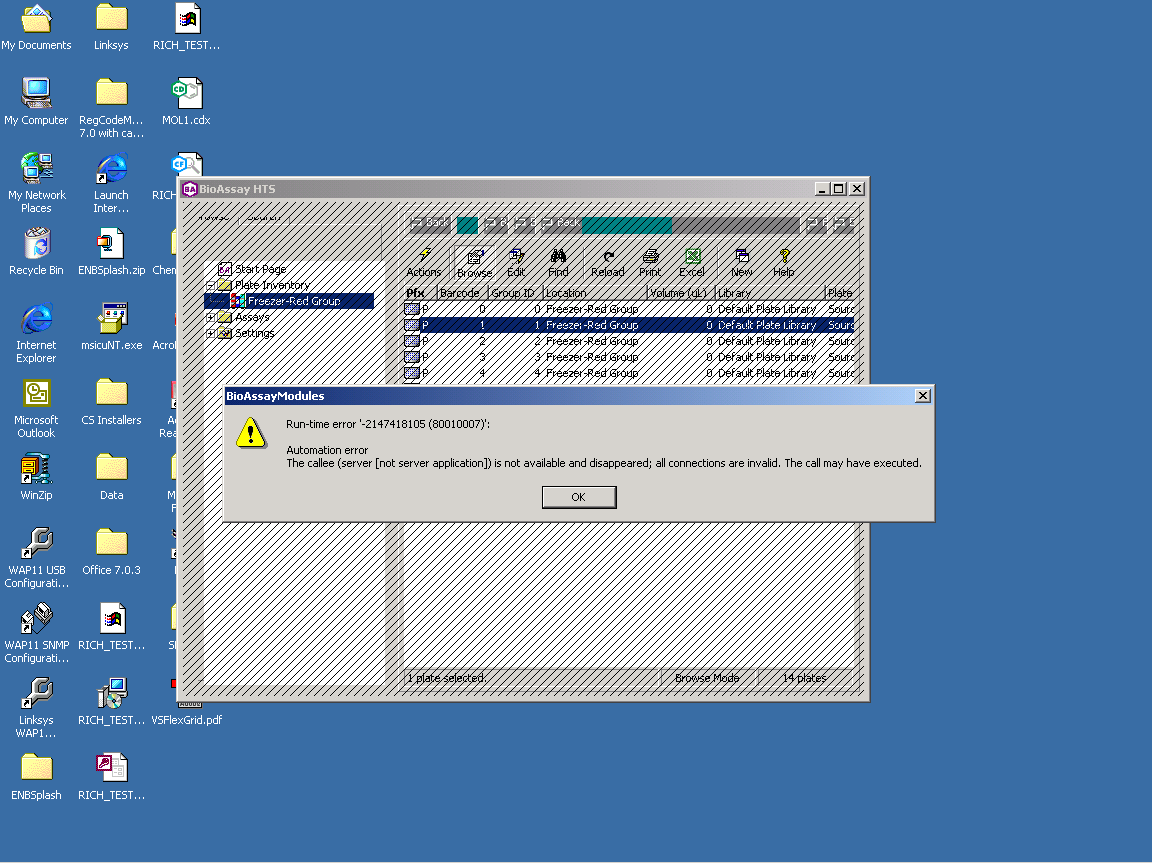 My Documents
Linksys
RICH_TEST...
My Computer
RegCodeM...
7.0 with ca...
MOL1.cdx
My Network
Places
Launch
Inter...
RICH
Recycle Bin
ENBSplash.zip
Chem
Internet
Explorer
msicuNT.exe
Acro
Microsoft
Outlook
CS Installers
A
Rea
WinZip
Data
M
F
WAP11 USB
Configurati...
Office 7.0.3
WAP11 SNMP
Configurati...
RICH_TEST...
S
Linksys
WAP1...
RICH_TEST...
VSFlexGrid.pdf
ENBSplash
RICH_TEST...
BioAssay HTS
Back
Back
Actions Browse Edit Find Reload Print Excel New Help
Start Page
Plate Inventory
Freezer-Red Group
Assays
Settings
Pfx Barcode Group ID Location Volume (uL) Library Plate
P 0 0 Freezer-Red Group 0 Default Plate Library Sourc
P 1 1 Freezer-Red Group 0 Default Plate Library Sourc
P 2 2 Freezer-Red Group 0 Default Plate Library Sourc
P 3 3 Freezer-Red Group 0 Default Plate Library Sourc
P 4 4 Freezer-Red Group 0 Default Plate Library Sourc
BioAssayModules
Run-time error '-2147418105 (80010007)':
Automation error
The callee (server [not server application]) is not available and disappeared; all connections are invalid. The call may have executed.
OK
1 plate selected.
Browse Mode
14 plates